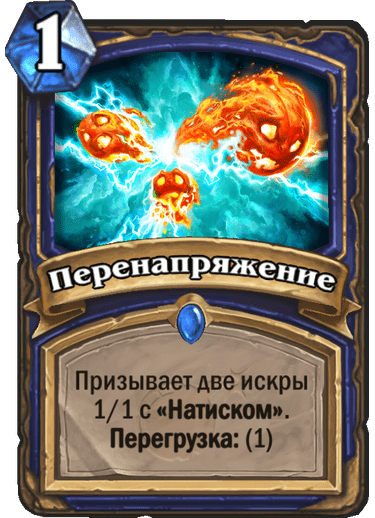 1
Перенапряжение
Призывает две искры
1/1 с «Натиском».
Перегрузка: (1)